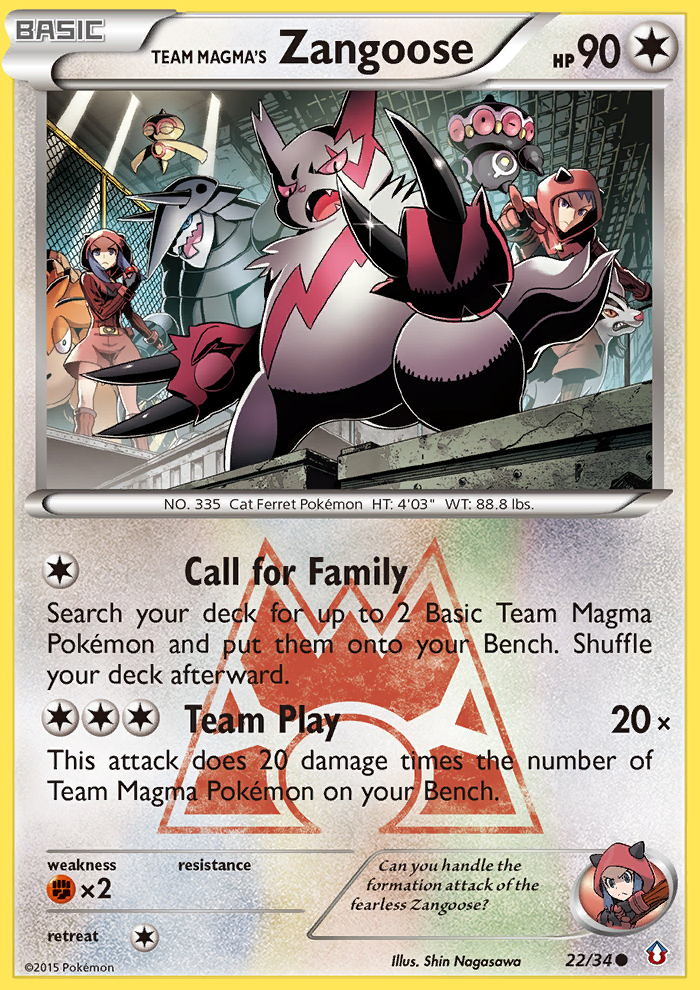 BASIC
TEAM MAGMA'S Zangoose HP 90
NO. 335 Cat Ferret Pokémon HT: 4'03" WT: 88.8 lbs.
Call for Family
Search your deck for up to 2 Basic Team Magma
Pokémon and put them onto your Bench. Shuffle
your deck afterward.
Team Play 20×
This attack does 20 damage times the number of
Team Magma Pokémon on your Bench.
weakness resistance
×2
retreat
Can you handle the
formation attack of the
fearless Zangoose?
Illus. Shin Nagasawa 22/34
©2015 Pokémon